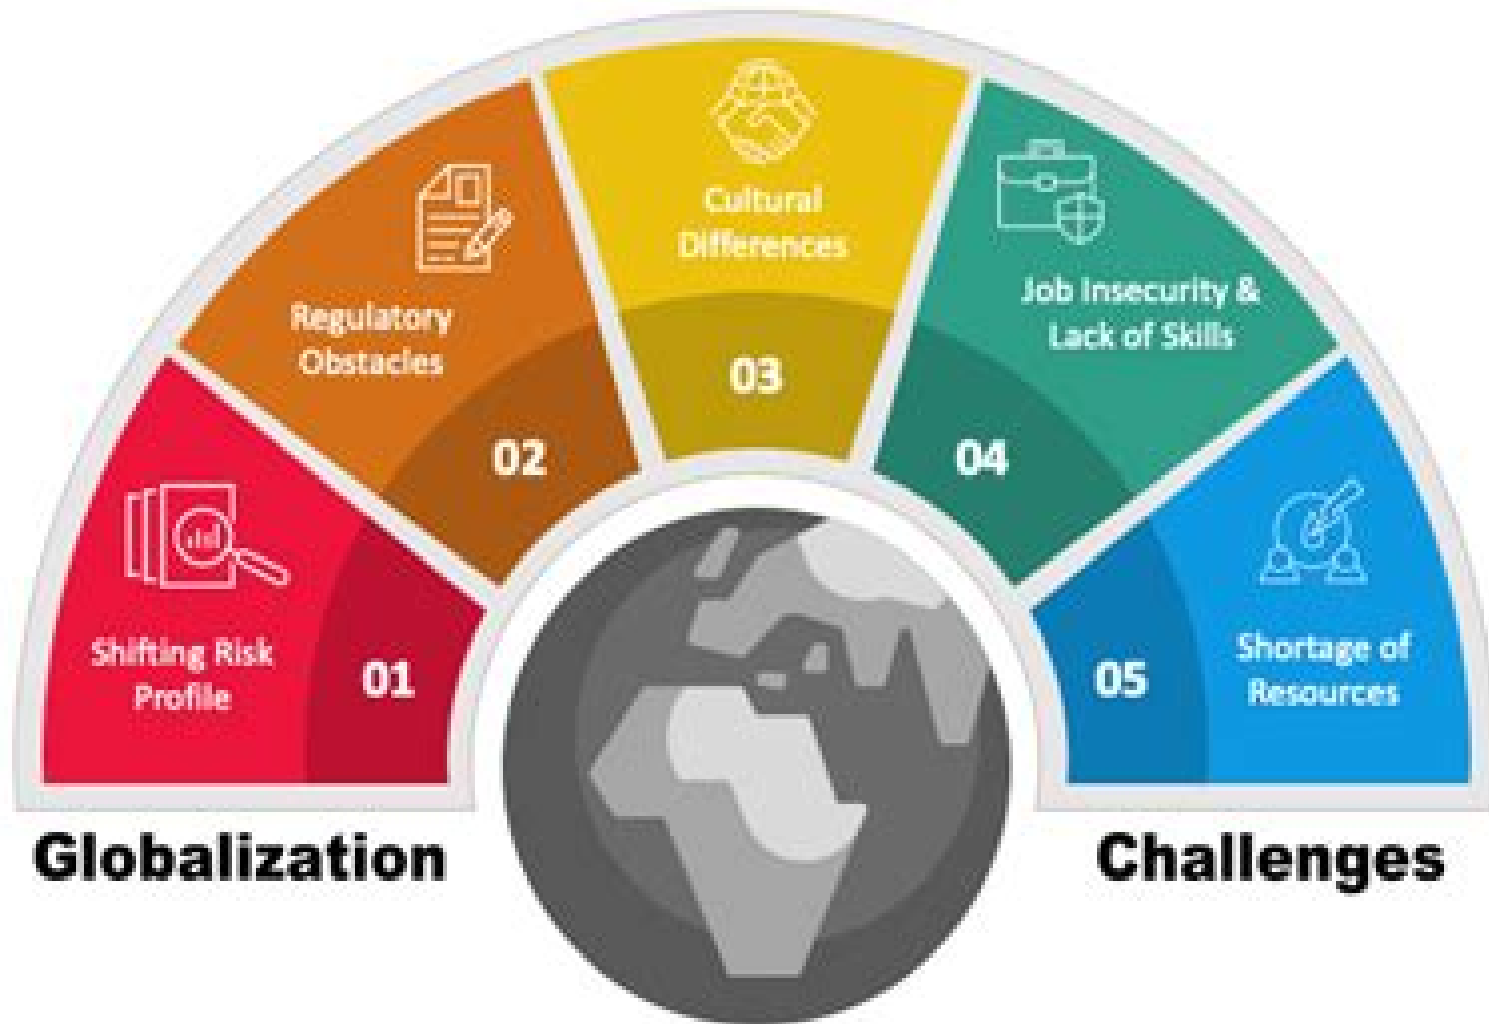 01
Shifting Risk
Profile
02
Regulatory
Obstacles
03
Cultural
Differences
04
Job Insecurity &
Lack of Skills
05
Shortage of
Resources
Globalization
Challenges